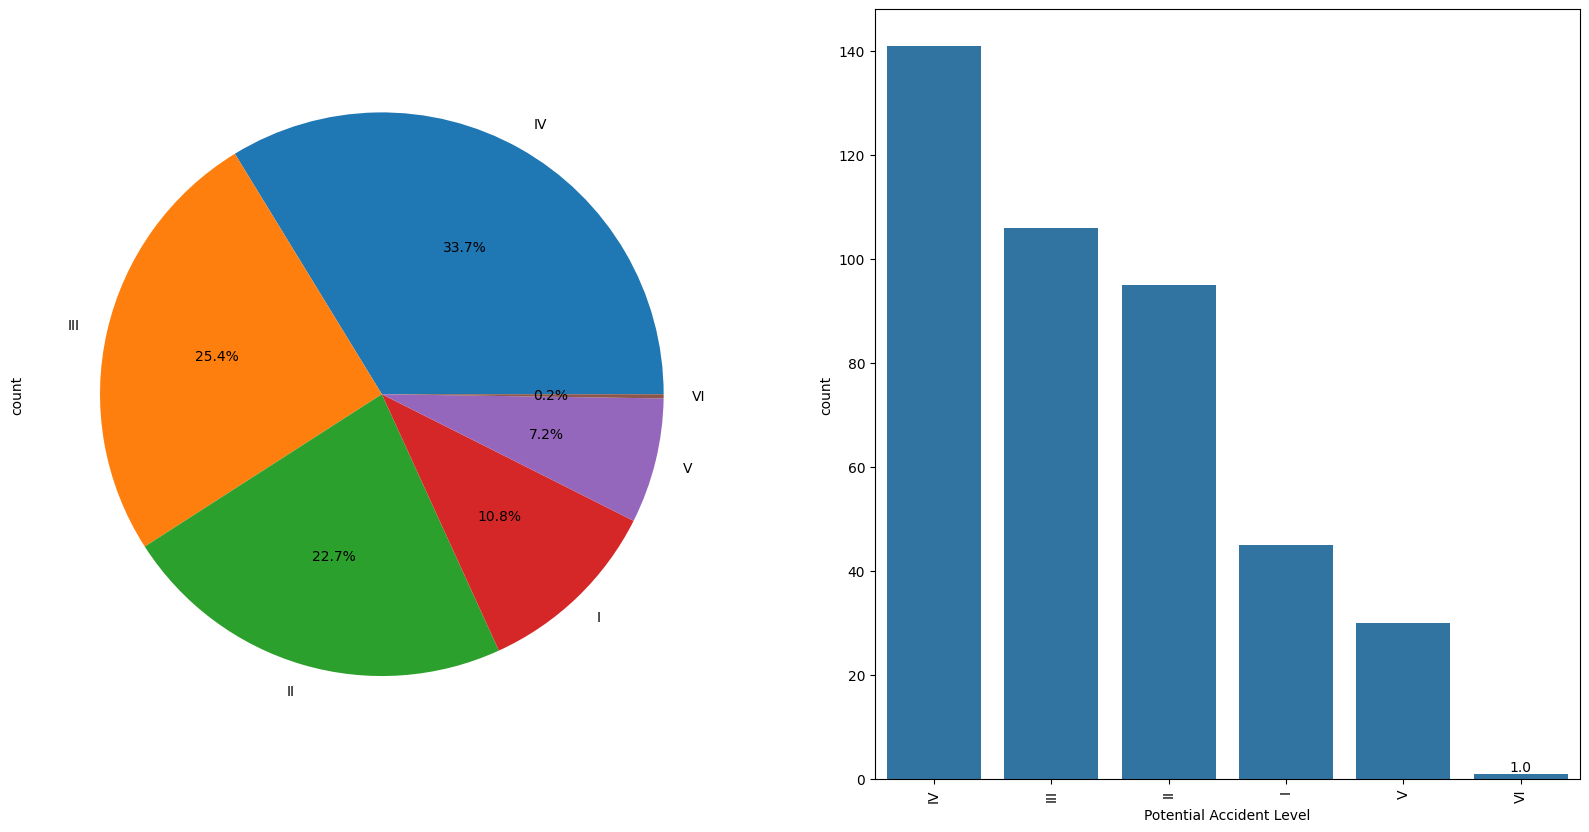 count
IV
III
II
I
V
VI
33.7%
25.4%
22.7%
10.8%
7.2%
0.2%
count
140
120
100
80
60
40
20
0
1.0
IV
III
II
I
V
VI
Potential Accident Level